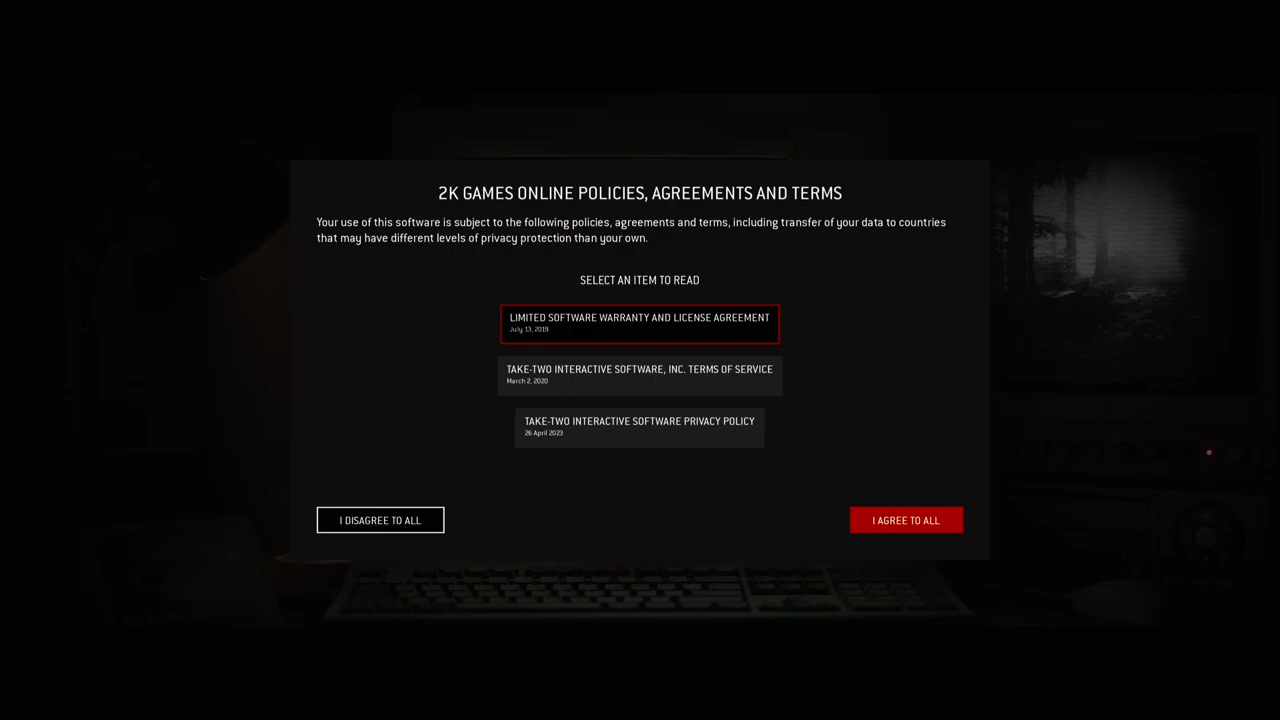 2K GAMES ONLINE POLICIES, AGREEMENTS AND TERMS
Your use of this software is subject to the following policies, agreements and terms, including transfer of your data to countries
that may have different levels of privacy protection than your own.
SELECT AN ITEM TO READ
LIMITED SOFTWARE WARRANTY AND LICENSE AGREEMENT
July 13, 2019.
TAKE-TWO INTERACTIVE SOFTWARE, INC. TERMS OF SERVICE
March 2, 2020
TAKE-TWO INTERACTIVE SOFTWARE PRIVACY POLICY
26 April 2023
I DISAGREE TO ALL
I AGREE TO ALL